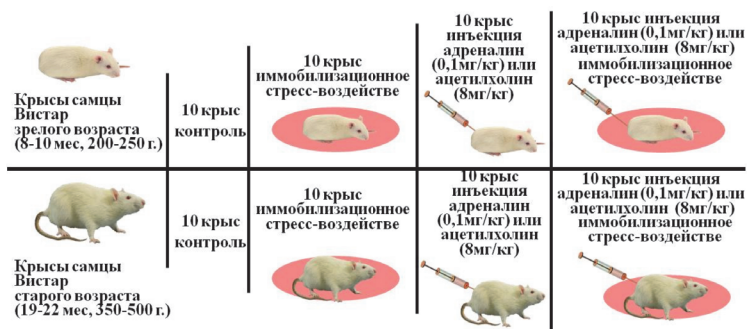 Крысы самцы
Вистар
зрелого возраста
(8-10 мес, 200-250 г.)
10 крыс
контроль
10 крыс
иммобилизационное
стресс-воздействе
10 крыс
инъекция
адреналин
(0,1мг/кг) или
ацетилхолин
(8мг/кг)
10 крыс инъекция
адреналин (0,1мг/кг) или
ацетилхолин (8мг/кг)
иммобилизационное
стресс-воздействе
Крысы самцы
Вистар
старого возраста
(19-22 мес, 350-500 г.)
10 крыс
контроль
10 крыс
иммобилизационное
стресс-воздействе
10 крыс
инъекция
адреналин
(0,1мг/кг) или
ацетилхолин
(8мг/кг)
10 крыс инъекция
адреналин (0,1мг/кг) или
ацетилхолин (8мг/кг)
иммобилизационное
стресс-воздействе